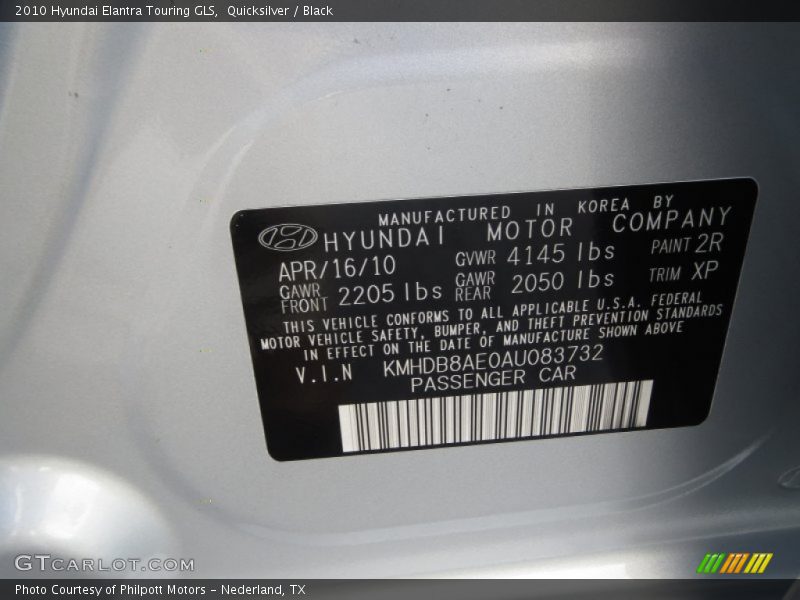 2010 Hyundai Elantra Touring GLS,  Quicksilver / Black
MANUFACTURED IN KOREA BY
HYUNDAI MOTOR COMPANY
APR/16/10 GVWR 4145 lbs PAINT 2R
GAWR FRONT 2205 lbs GAWR REAR 2050 lbs TRIM XP
THIS VEHICLE CONFORMS TO ALL APPLICABLE U.S.A. FEDERAL
MOTOR VEHICLE SAFETY, BUMPER, AND THEFT PREVENTION STANDARDS
IN EFFECT ON THE DATE OF MANUFACTURE SHOWN ABOVE
V.I.N KMHDB8AE0AU083732
PASSENGER CAR
GTCARLOT.COM
Photo Courtesy of Philpott Motors – Nederland, TX